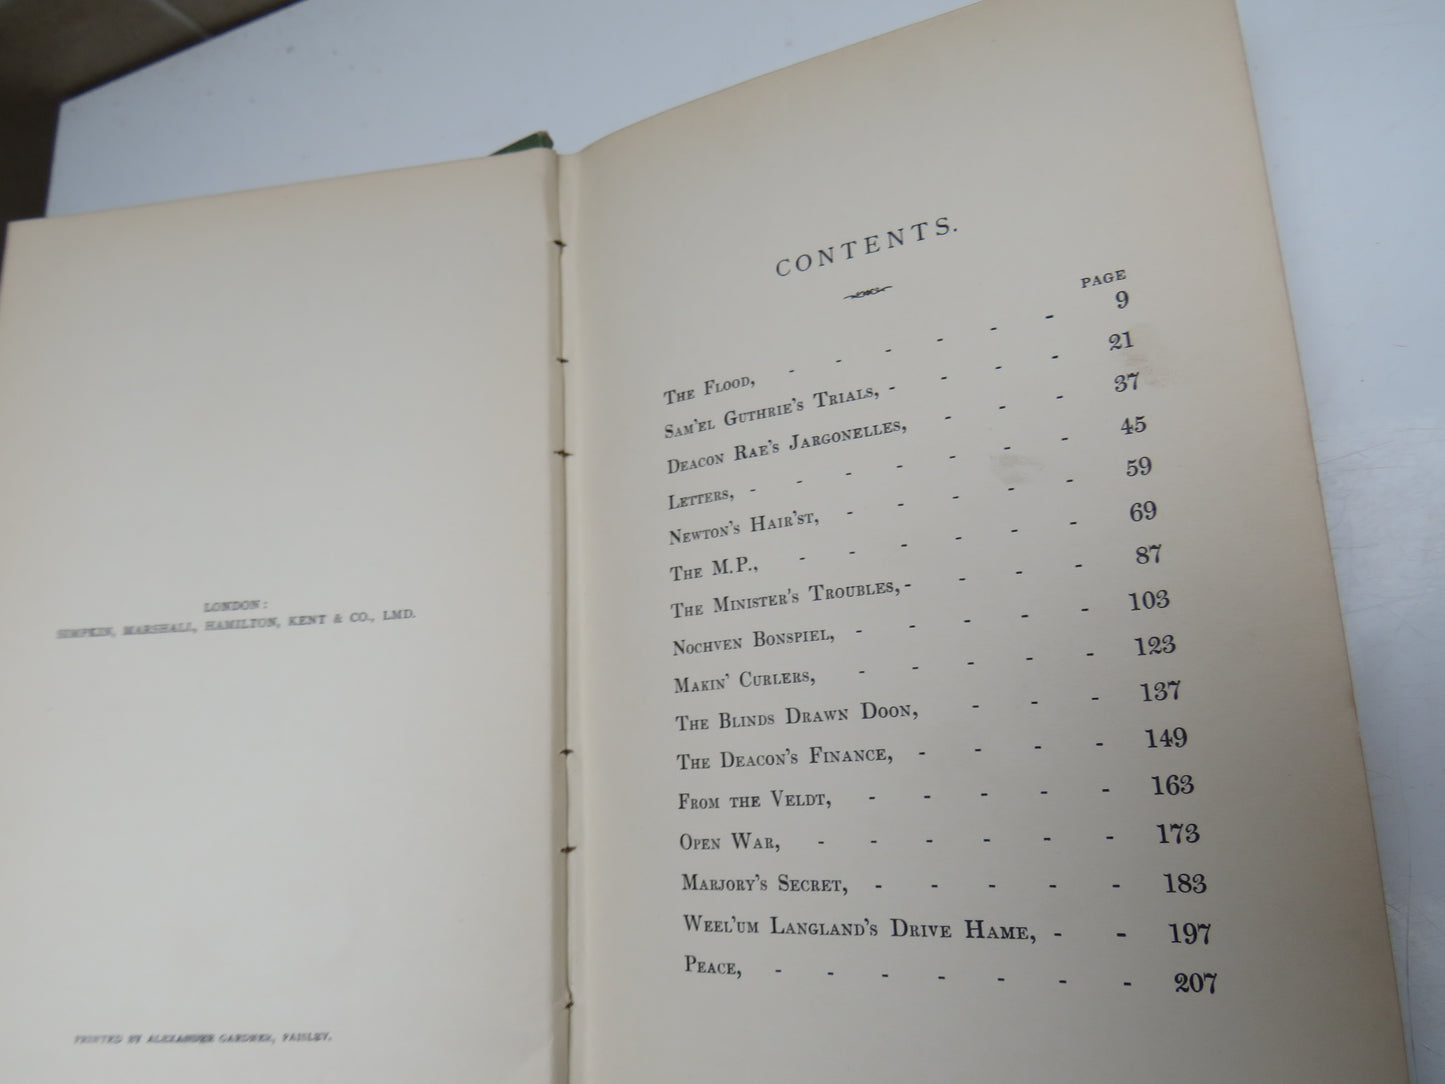 LONDON:
SIMPKIN, MARSHALL, HAMILTON, KENT & CO., LMD.
PRINTED BY ALEXANDER GARDNER, PAISLEY.
CONTENTS.
PAGE
THE FLOOD, - - - - - - 9
SAM'EL GUTHRIE'S TRIALS, - - - - 21
DEACON RAE'S JARGONELLES, - - - 37
LETTERS, - - - - - - - 45
NEWTON'S HAIR'ST, - - - - - 59
THE M.P., - - - - - - 69
THE MINISTER'S TROUBLES, - - - - 87
NOCHVEN BONSPIEL, - - - - - 103
MAKIN' CURLERS, - - - - - 123
THE BLINDS DRAWN DOON, - - - 137
THE DEACON'S FINANCE, - - - - 149
FROM THE VELDT, - - - - - 163
OPEN WAR, - - - - - - 173
MARJORY'S SECRET, - - - - - 183
WEEL'UM LANGLAND'S DRIVE HAME, - - 197
PEACE, - - - - - - - 207